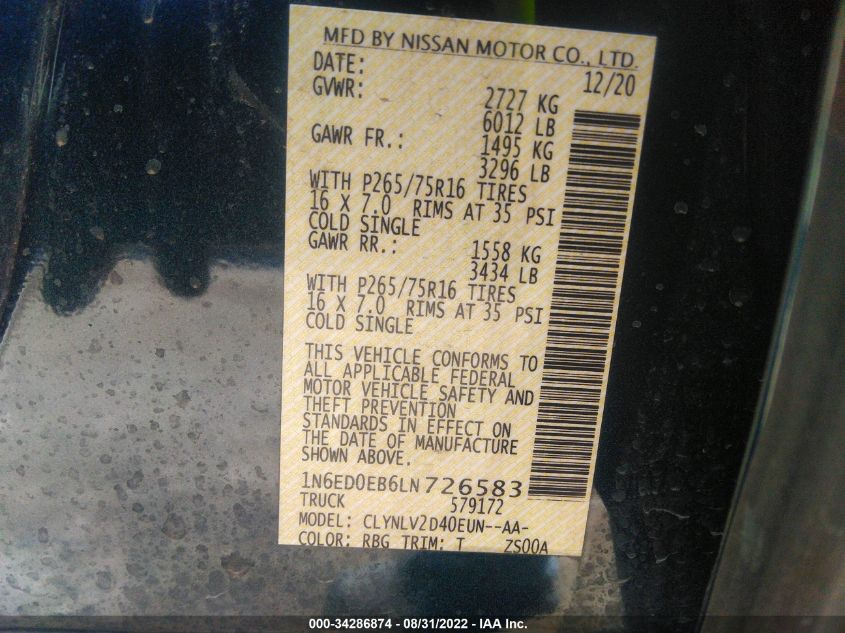 MFD BY NISSAN MOTOR CO., LTD.
DATE: 12/20
GVWR: 2727 KG
6012 LB
GAWR FR.: 1495 KG
3296 LB
WITH P265/75R16 TIRES
16 X 7.0 RIMS AT 35 PSI
COLD SINGLE
GAWR RR.: 1558 KG
3434 LB
WITH P265/75R16 TIRES
16 X 7.0 RIMS AT 35 PSI
COLD SINGLE
THIS VEHICLE CONFORMS TO
ALL APPLICABLE FEDERAL
MOTOR VEHICLE SAFETY AND
THEFT PREVENTION
STANDARDS IN EFFECT ON
THE DATE OF MANUFACTURE
SHOWN ABOVE.
1N6ED0EB6LN726583
TRUCK 579172
MODEL: CLYNLV2D40EUN--AA-
COLOR: RBG TRIM: T ZS00A
000-34286874 - 08/31/2022 - IAA Inc.